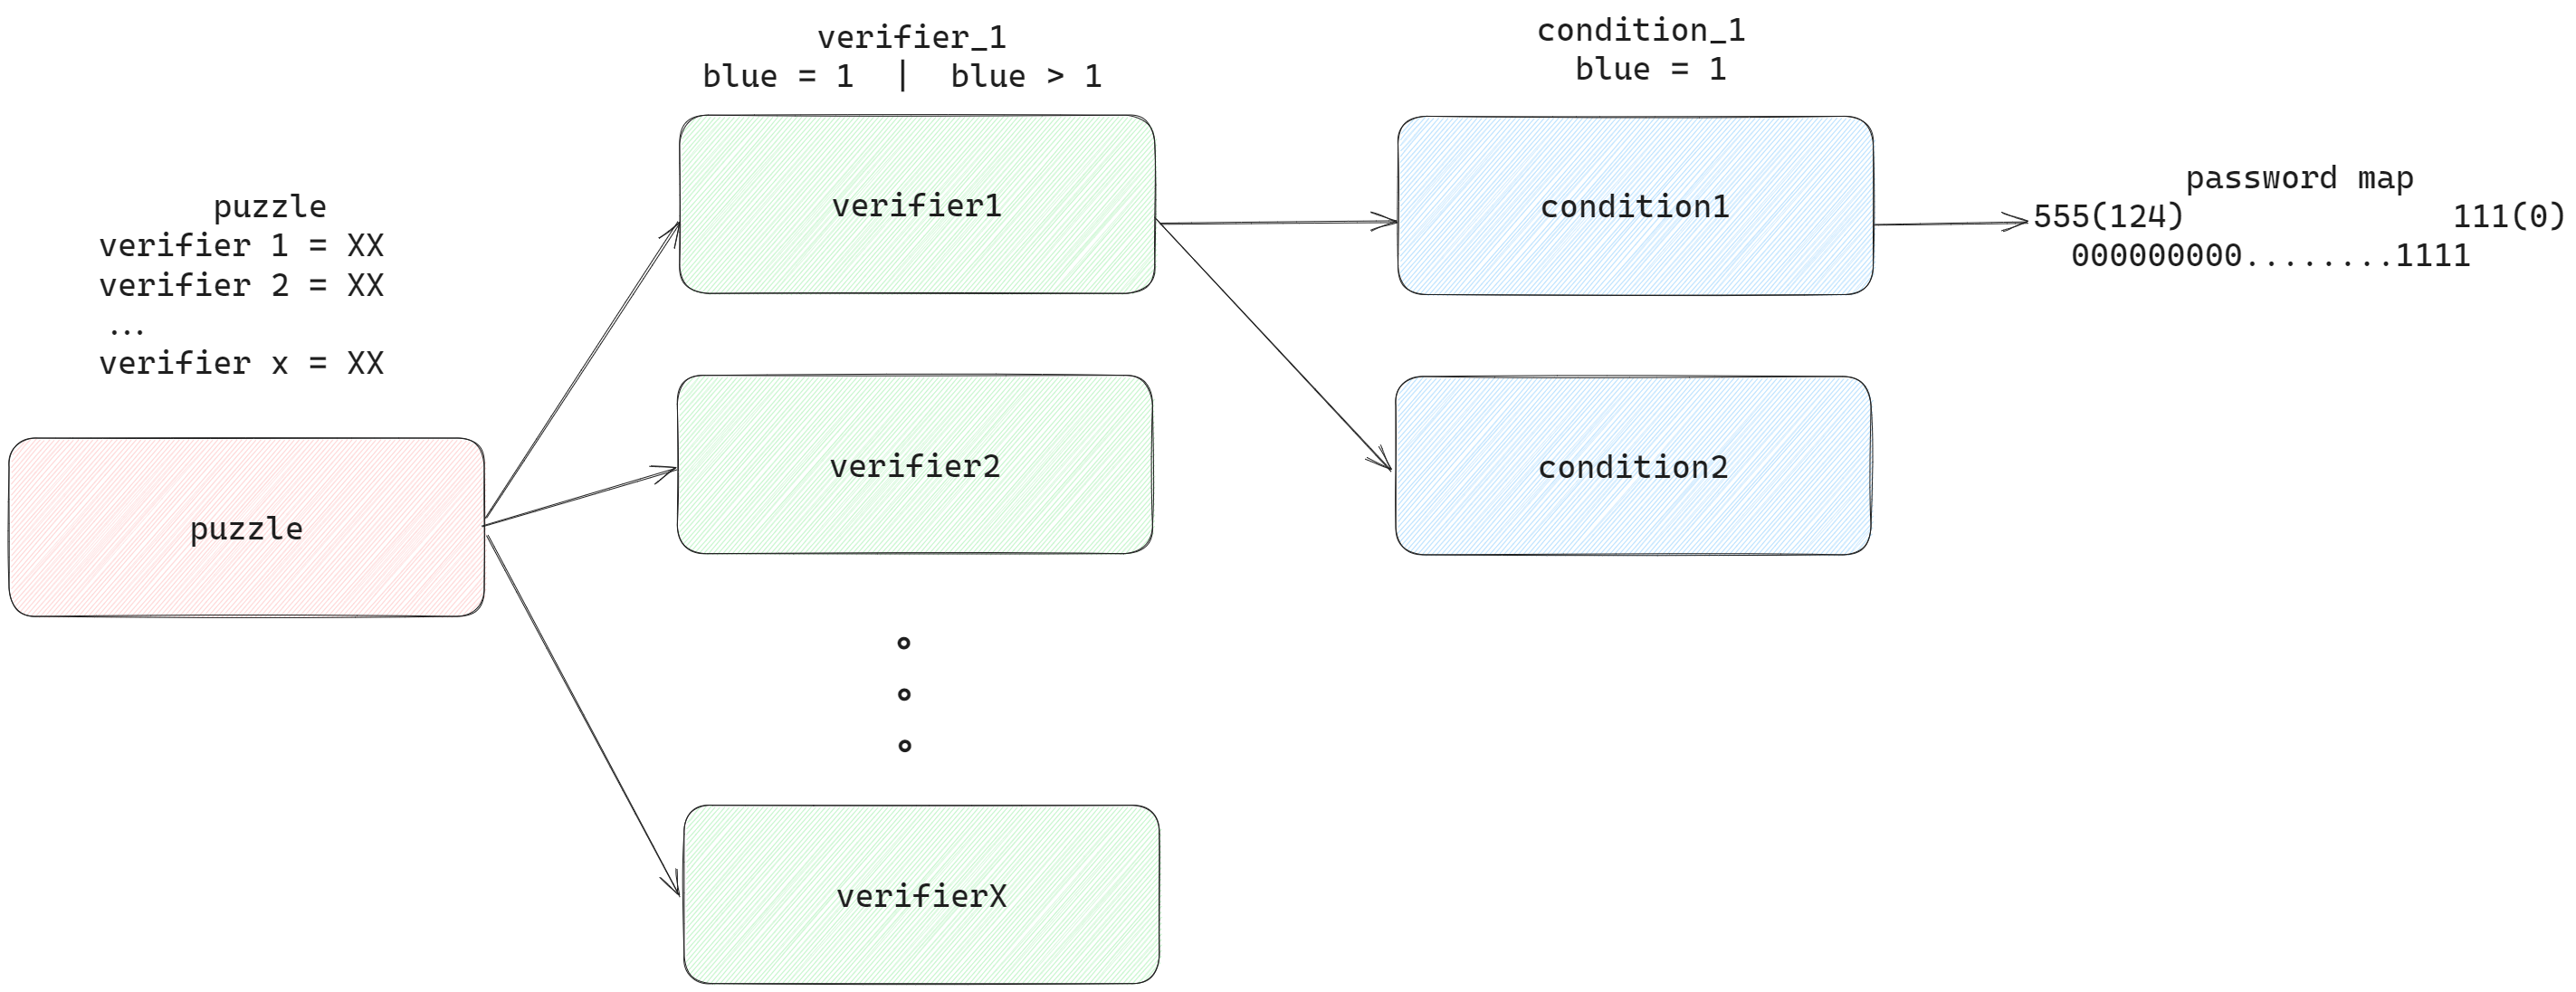 puzzle
verifier 1 = XX
verifier 2 = XX
...
verifier x = XX
puzzle
verifier_1
blue = 1 | blue > 1
verifier1
verifier2
verifierX
condition_1
blue = 1
condition1
condition2
password map
555(124) 111(0)
000000000........1111